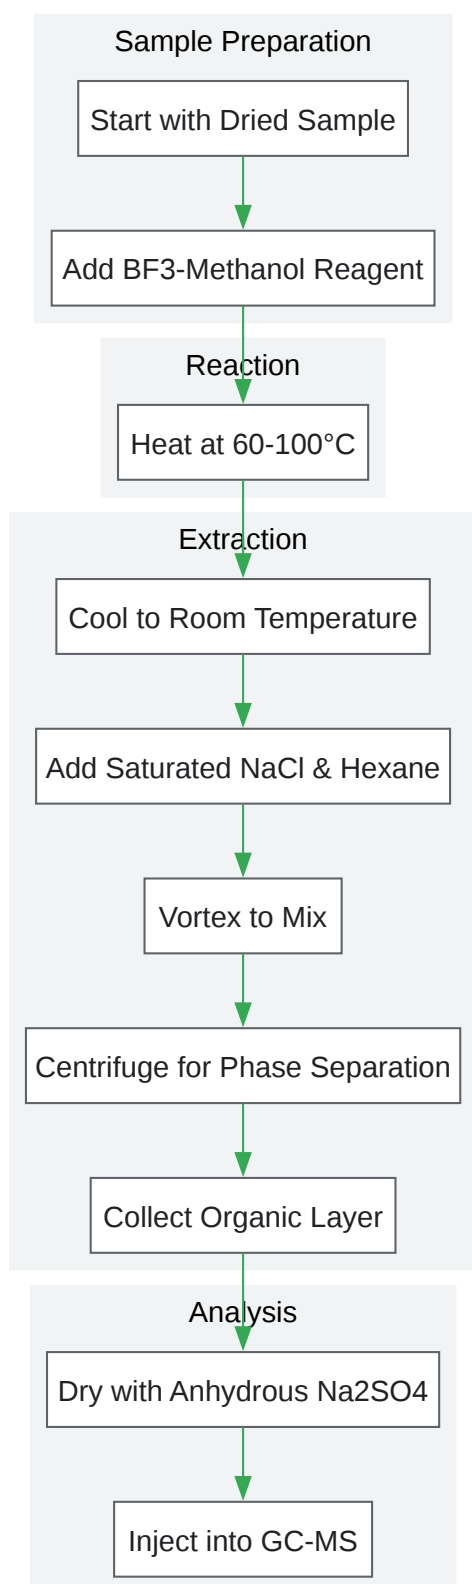 Sample Preparation
Start with Dried Sample
Add BF3-Methanol Reagent
Reaction
Heat at 60-100°C
Extraction
Cool to Room Temperature
Add Saturated NaCl & Hexane
Vortex to Mix
Centrifuge for Phase Separation
Collect Organic Layer
Analysis
Dry with Anhydrous Na2SO4
Inject into GC-MS